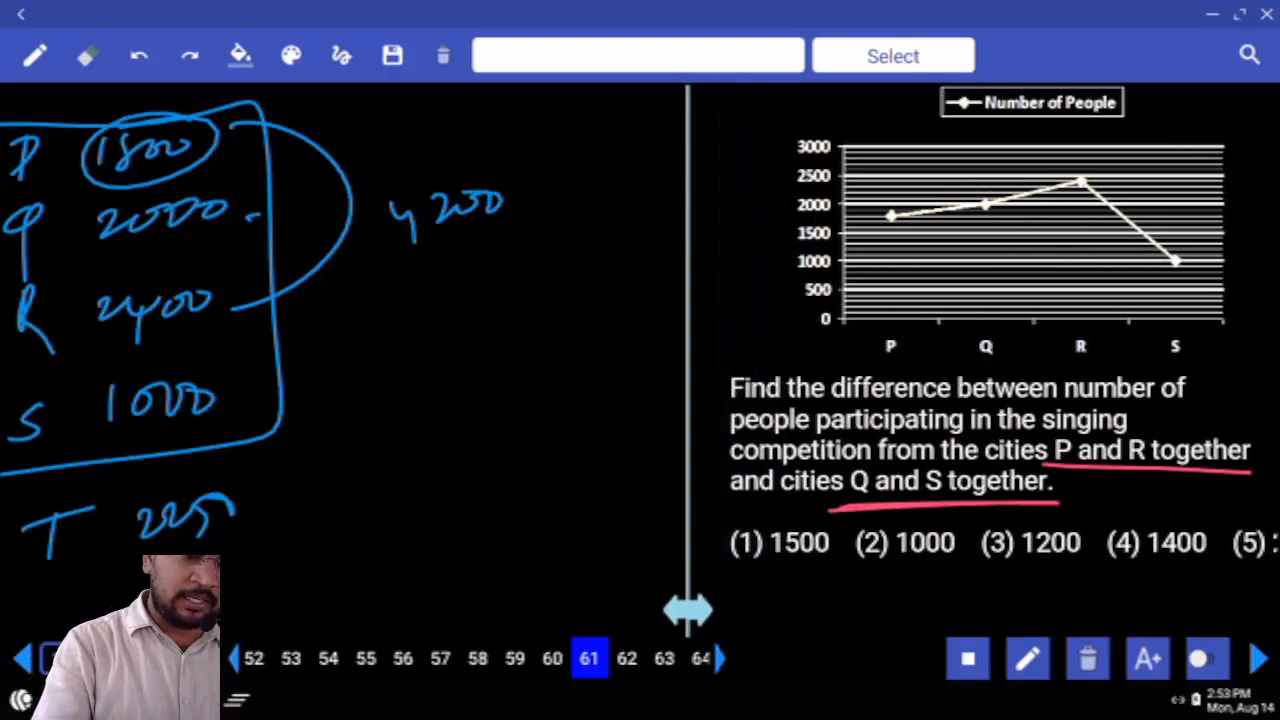 Select
P 1800
Q 2000
R 2400
S 1000
T 225
4200
Number of People
3000
2500
2000
1500
1000
500
0
P Q R S
Find the difference between number of
people participating in the singing
competition from the cities P and R together
and cities Q and S together.
(1) 1500 (2) 1000 (3) 1200 (4) 1400 (5)
52 53 54 55 56 57 58 59 60 61 62 63 64
A+
2:53 PM
Mon, Aug 14